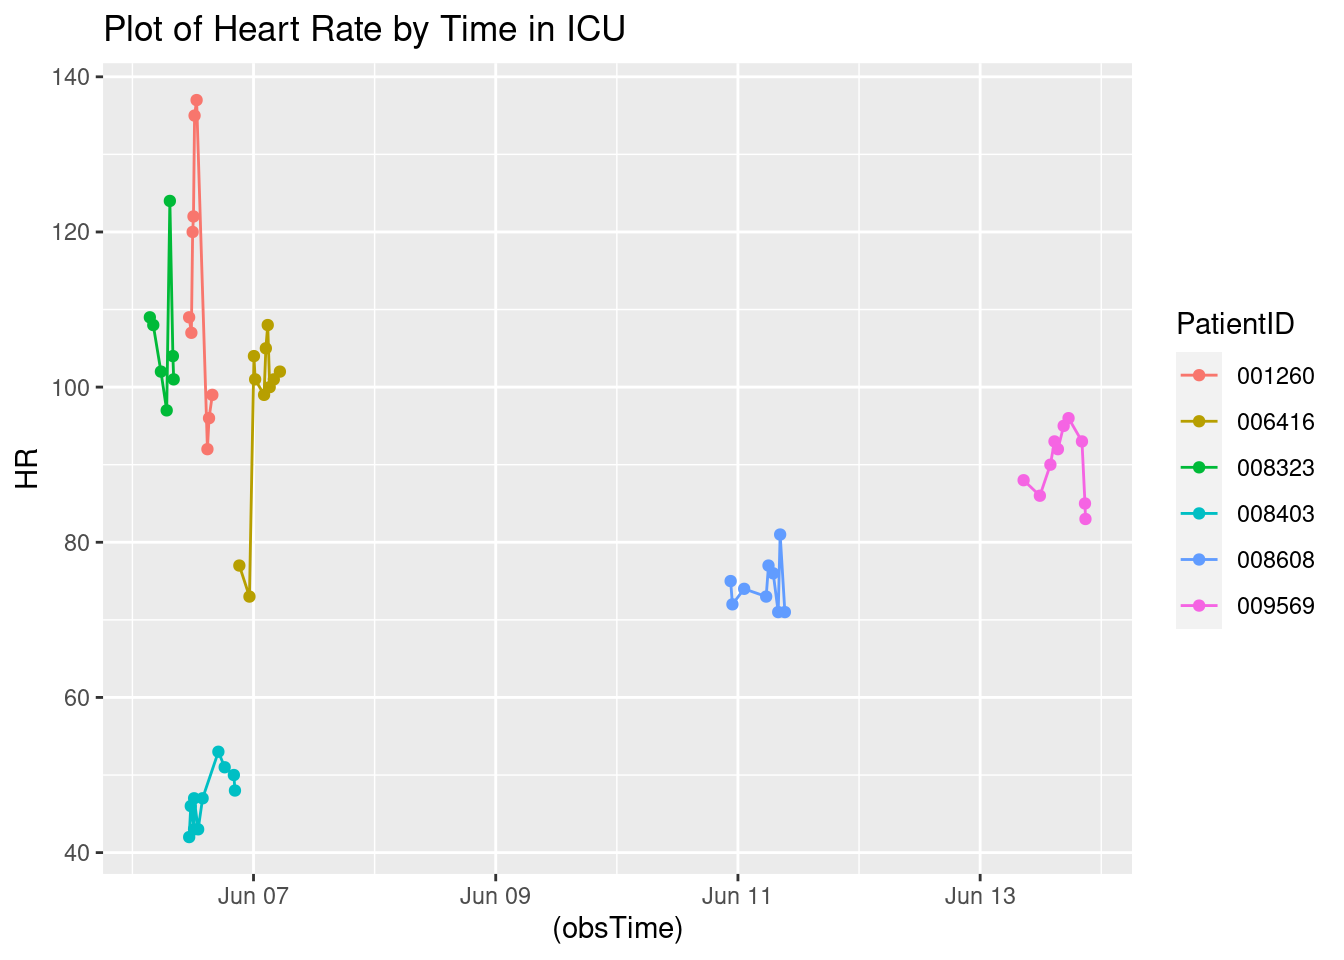 Plot of Heart Rate by Time in ICU
140
120
100
80
60
40
HR
Jun 07
Jun 09
Jun 11
Jun 13
(obsTime)
PatientID
001260
006416
008323
008403
008608
009569